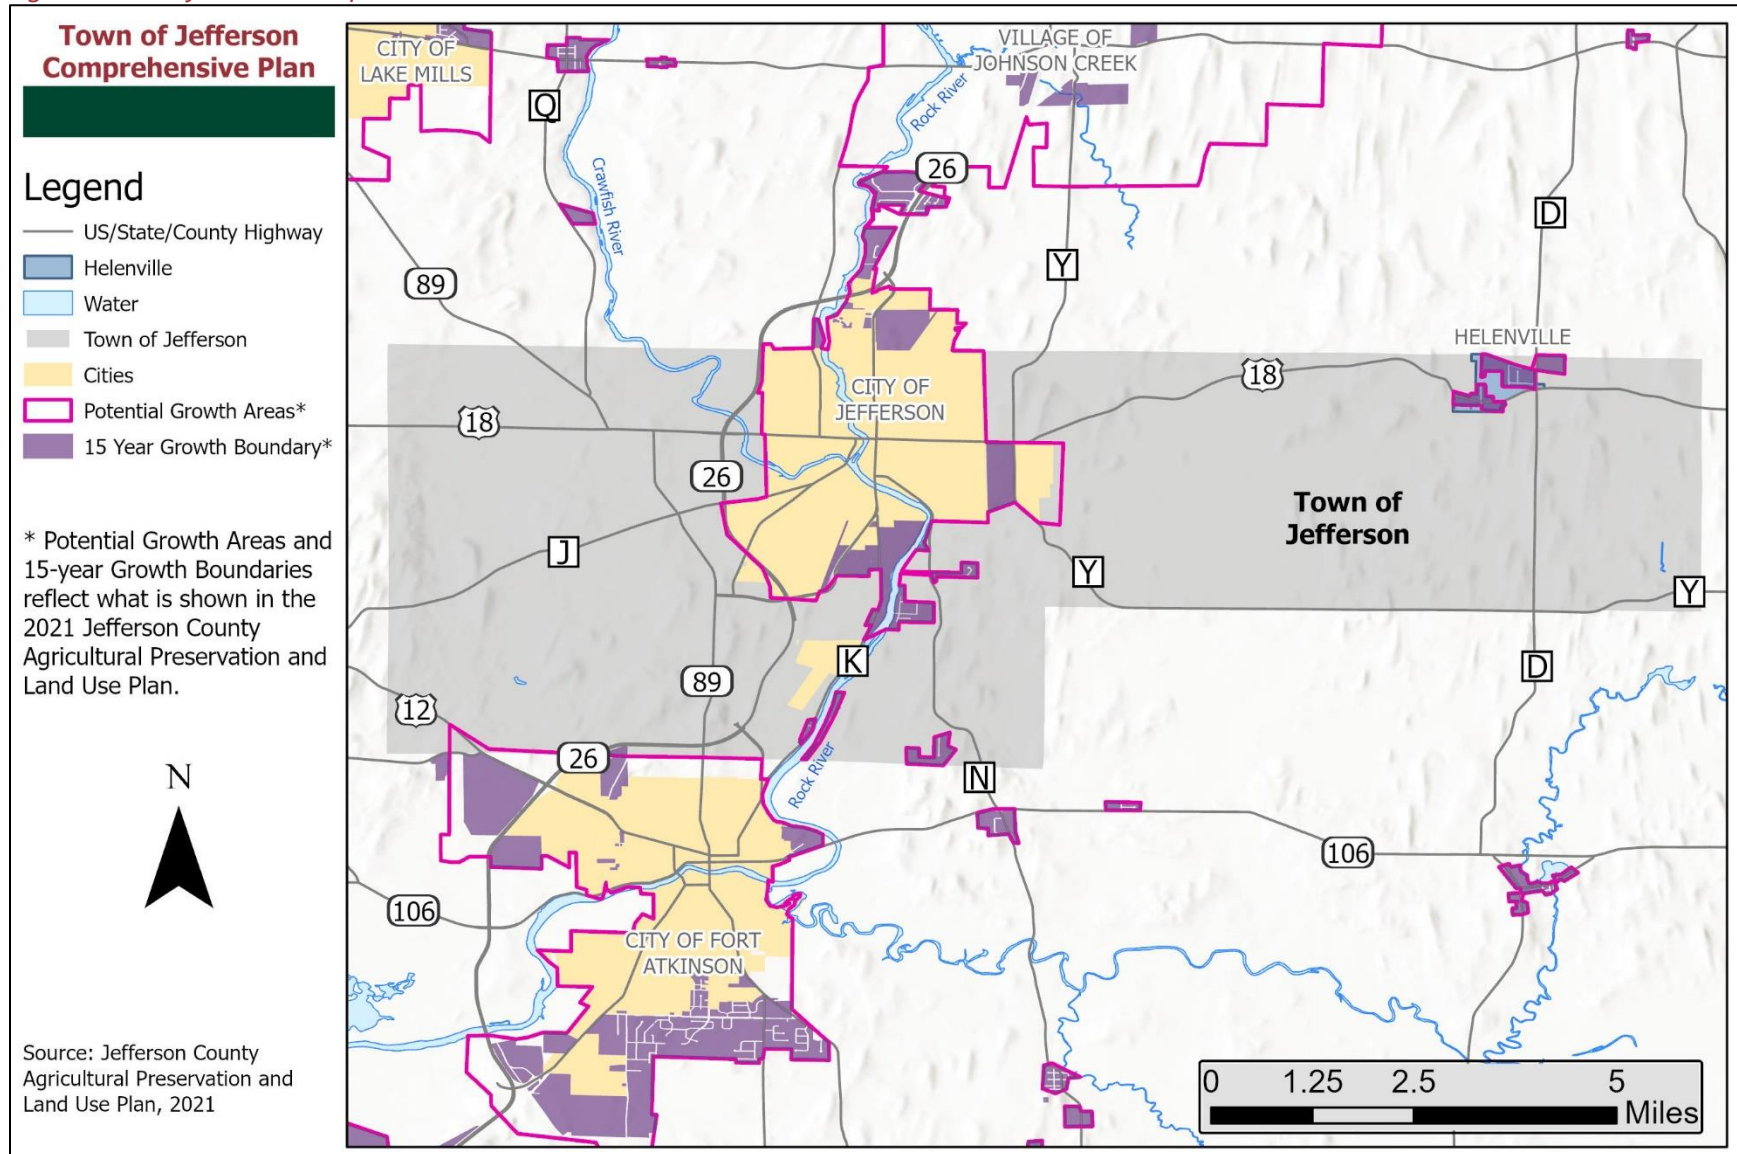 Town of Jefferson
Comprehensive Plan
Legend
US/State/County Highway
Helenville
Water
Town of Jefferson
Cities
Potential Growth Areas*
15 Year Growth Boundary*
* Potential Growth Areas and
15-year Growth Boundaries
reflect what is shown in the
2021 Jefferson County
Agricultural Preservation and
Land Use Plan.
N
Source: Jefferson County
Agricultural Preservation and
Land Use Plan, 2021
CITY OF
LAKE MILLS
VILLAGE OF
JOHNSON CREEK
Q
Rock River
Crawfish River
26
D
89
Y
HELENVILLE
18
CITY OF
JEFFERSON
18
26
Town of
Jefferson
J
Y
Y
K
89
D
12
26
Rock River
N
106
106
CITY OF FORT
ATKINSON
0 1.25 2.5 5
Miles